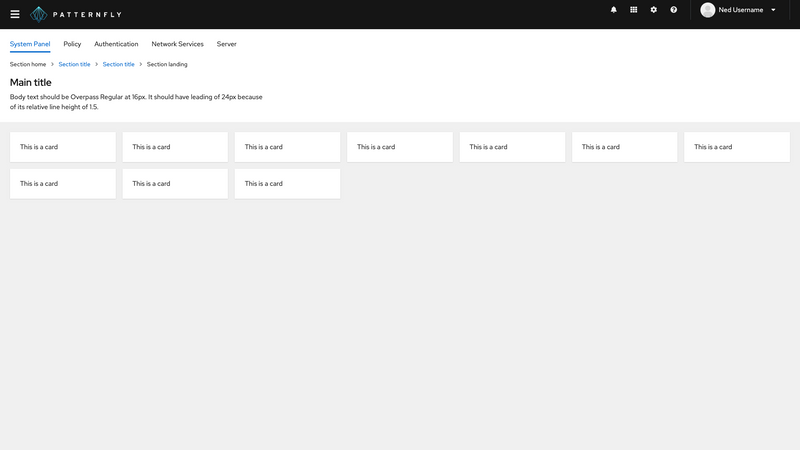 PATTERNFLY
Ned Username
System Panel Policy Authentication Network Services Server
Section home Section title Section title Section landing
Main title
Body text should be Overpass Regular at 16px. It should have leading of 24px because
of its relative line height of 1.5.
This is a card This is a card This is a card This is a card This is a card This is a card This is a card
This is a card This is a card This is a card